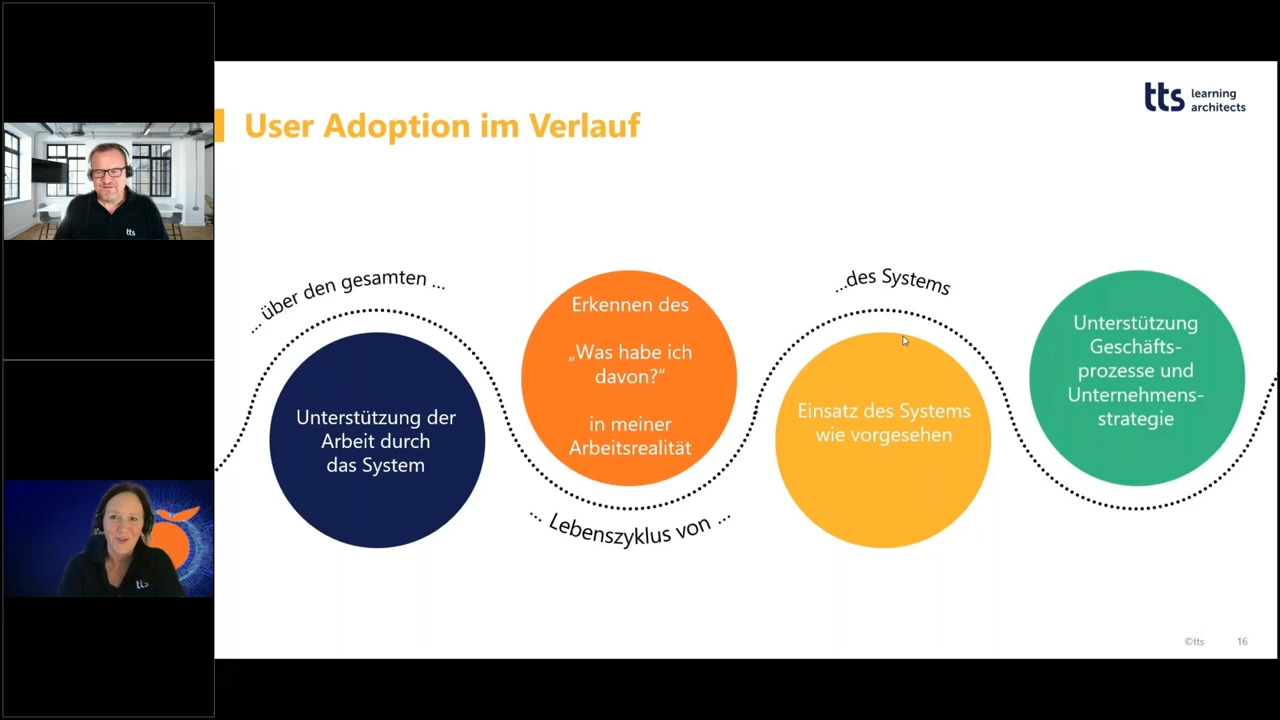 tts learning
architects
User Adoption im Verlauf
... über den gesamten ...
Unterstützung der
Arbeit durch
das System
Erkennen des
„Was habe ich
davon?“
in meiner
Arbeitsrealität
... Lebenszyklus von ...
...des Systems
Einsatz des Systems
wie vorgesehen
Unterstützung
Geschäfts-
prozesse und
Unternehmens-
strategie
tts
tts
©tts 16